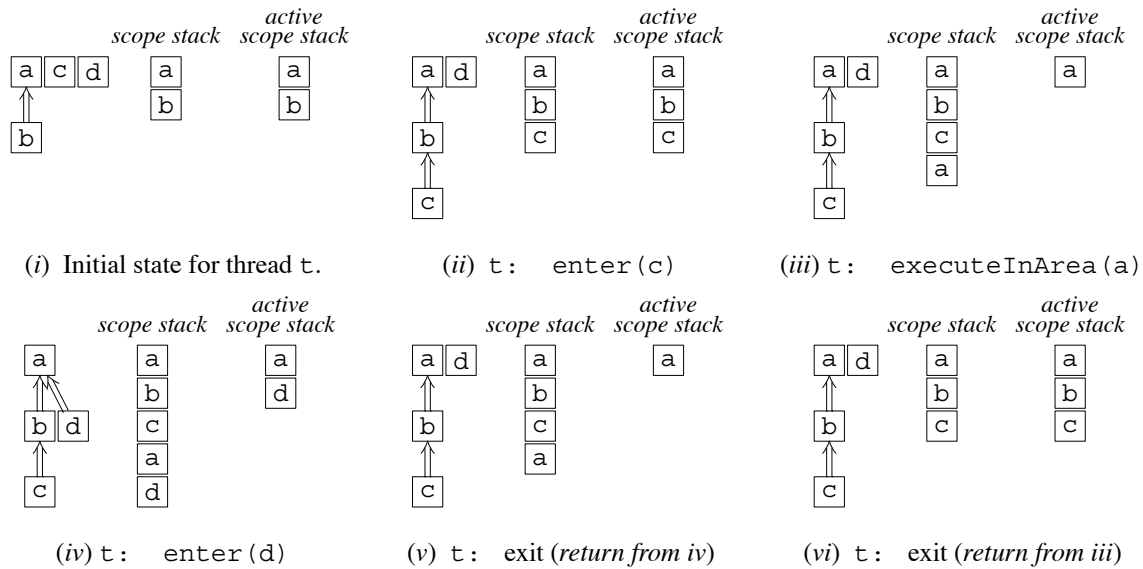 active active active
scope stack scope stack scope stack scope stack scope stack scope stack
a c d a a a d a a a d a a
b b b b b b b
b b b
c c c
a
c c
(i) Initial state for thread t. (ii) t: enter(c) (iii) t: executeInArea(a)
active active active
scope stack scope stack scope stack scope stack scope stack scope stack
a a a a d a a a d a a
b d b b b b
b d c b c b c c
a a
c d c c
(iv) t: enter(d) (v) t: exit (return from iv) (vi) t: exit (return from iii)